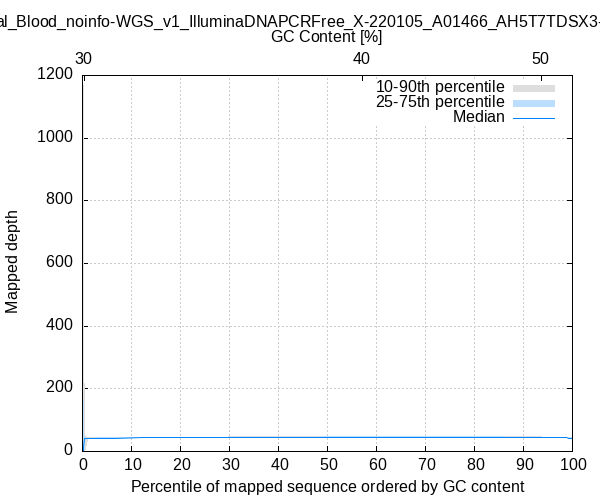 al_Blood_noinfo-WGS_v1_IlluminaDNAPCRFree_X-220105_A01466_AH5T7TDSX3-
GC Content [%]
30 40 50
1200
10-90th percentile
25-75th percentile
Median
1000
800
600
400
200
0
Mapped depth
0 10 20 30 40 50 60 70 80 90 100
Percentile of mapped sequence ordered by GC content